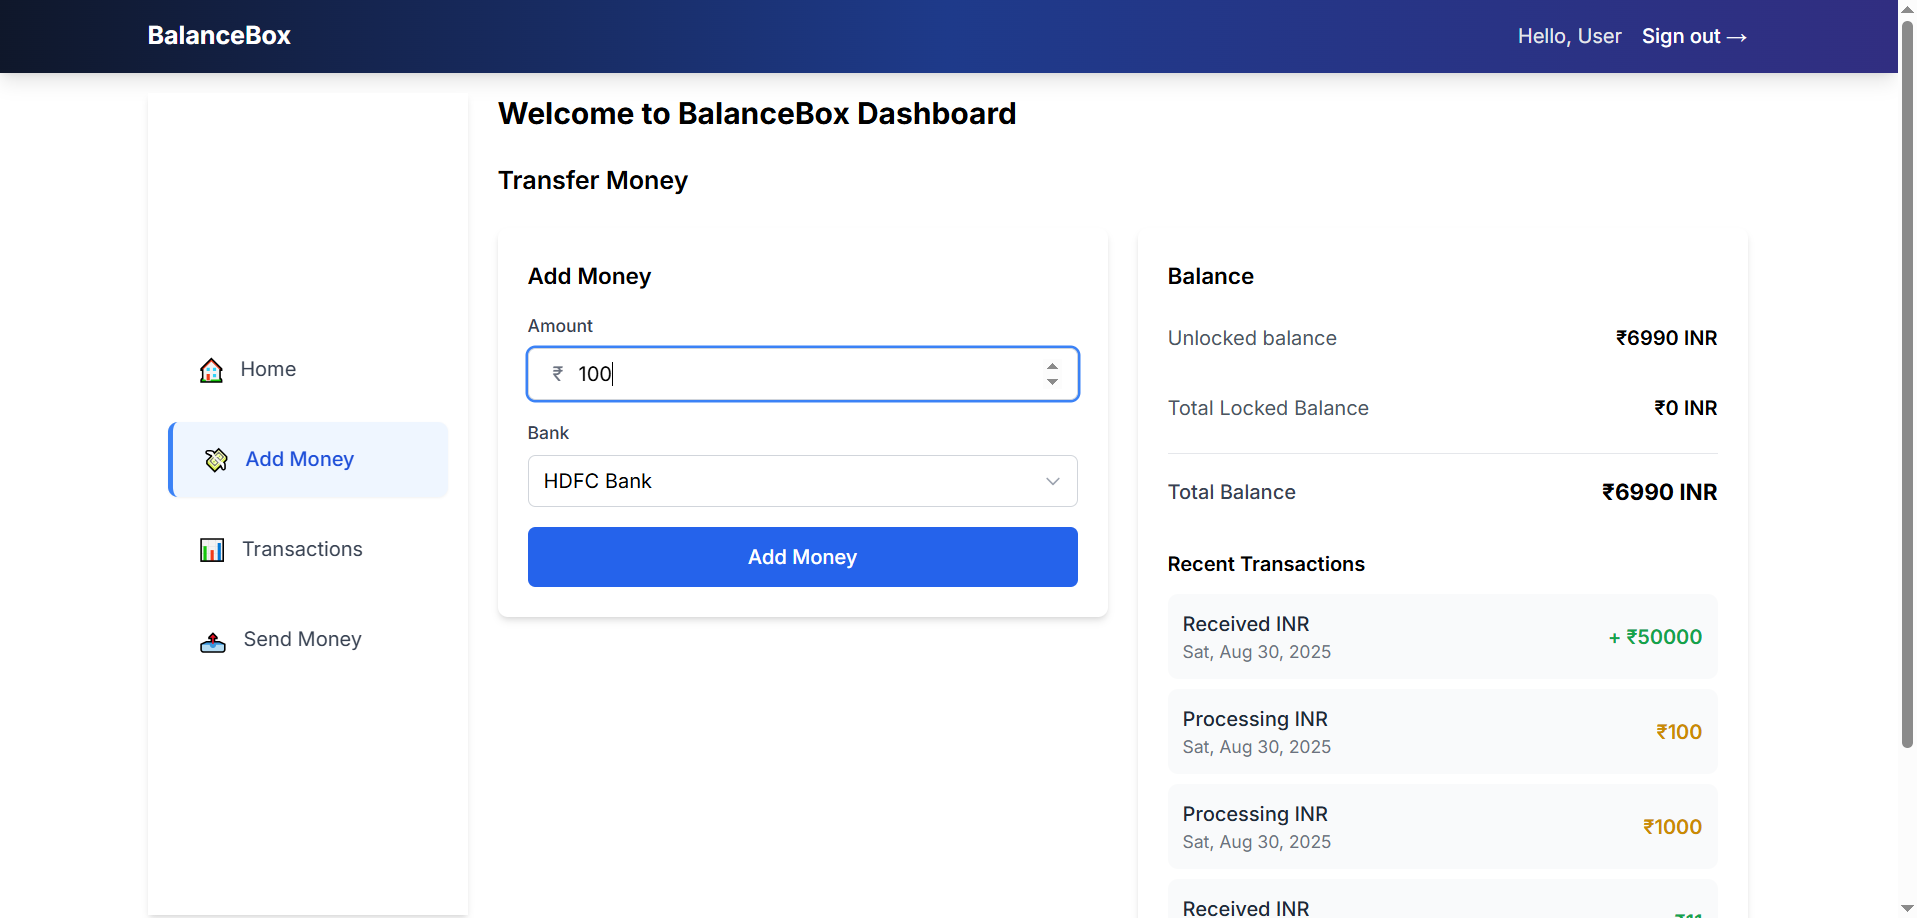 BalanceBox
Hello, User
Sign out →
Home
Add Money
Transactions
Send Money
Welcome to BalanceBox Dashboard
Transfer Money
Add Money
Amount
₹ 100
Bank
HDFC Bank
Add Money
Balance
Unlocked balance ₹6990 INR
Total Locked Balance ₹0 INR
Total Balance ₹6990 INR
Recent Transactions
Received INR
Sat, Aug 30, 2025
+ ₹50000
Processing INR
Sat, Aug 30, 2025
₹100
Processing INR
Sat, Aug 30, 2025
₹1000
Received INR